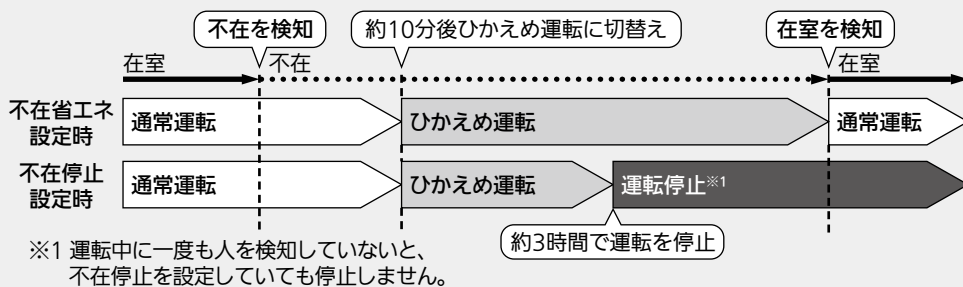 不在を検知
約10分後ひかえめ運転に切替え
在室を検知
在室
不在
在室
不在省エネ
設定時
通常運転
ひかえめ運転
通常運転
不在停止
設定時
通常運転
ひかえめ運転
運転停止※1
約3時間で運転を停止
※1 運転中に一度も人を検知していないと、
不在停止を設定していても停止しません。